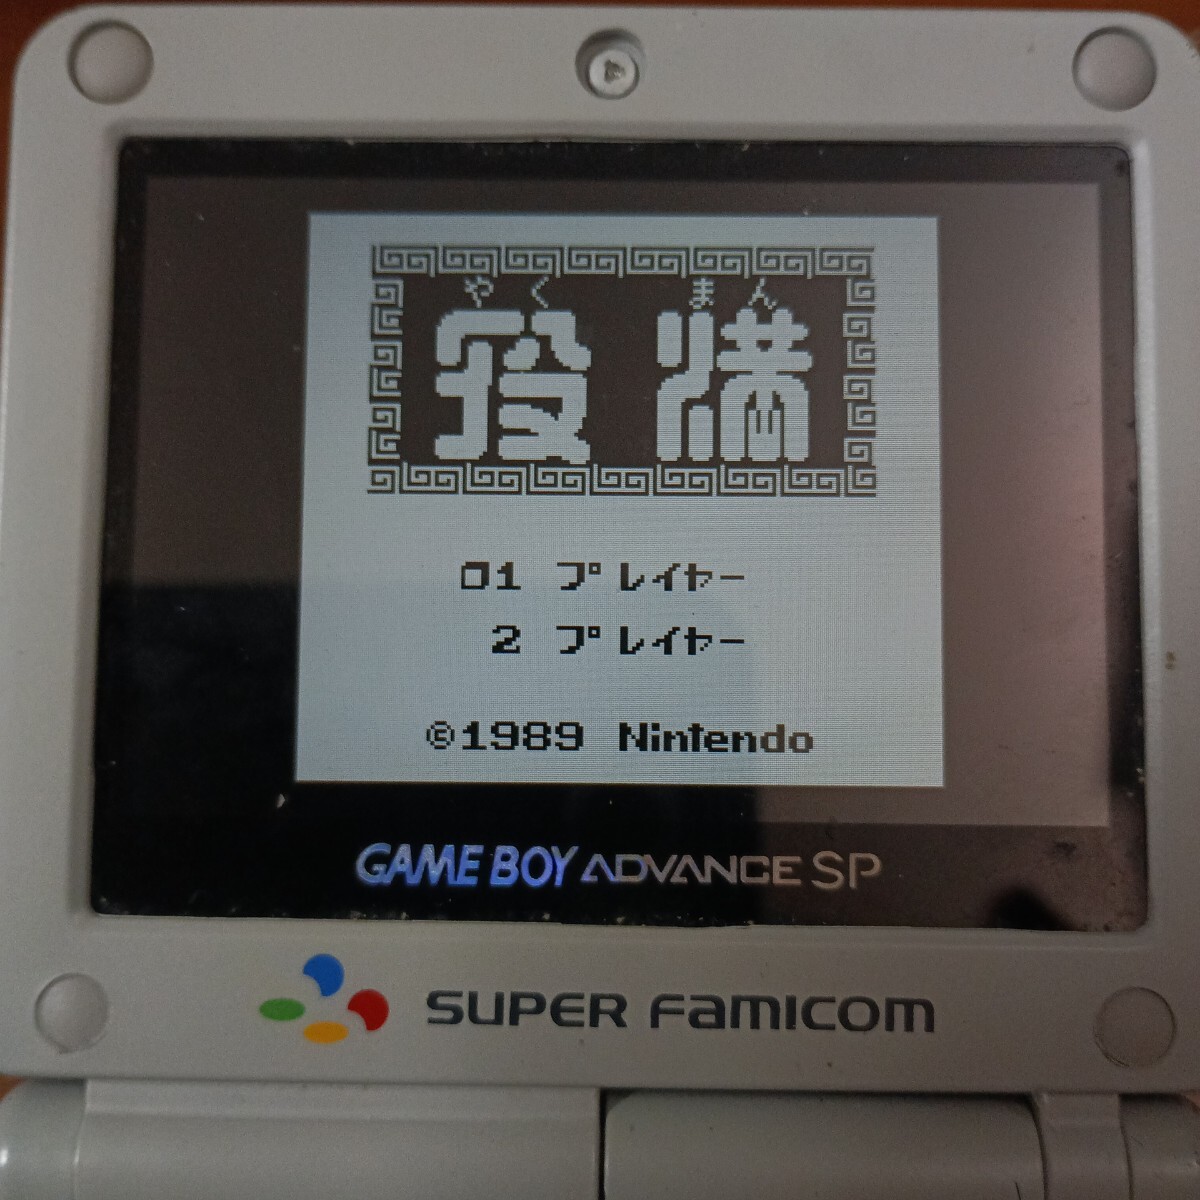 やく まん
役 満
01 プレイヤー
2 プレイヤー
©1989 Nintendo
GAME BOY ADVANCE SP
SUPER FAMICOM